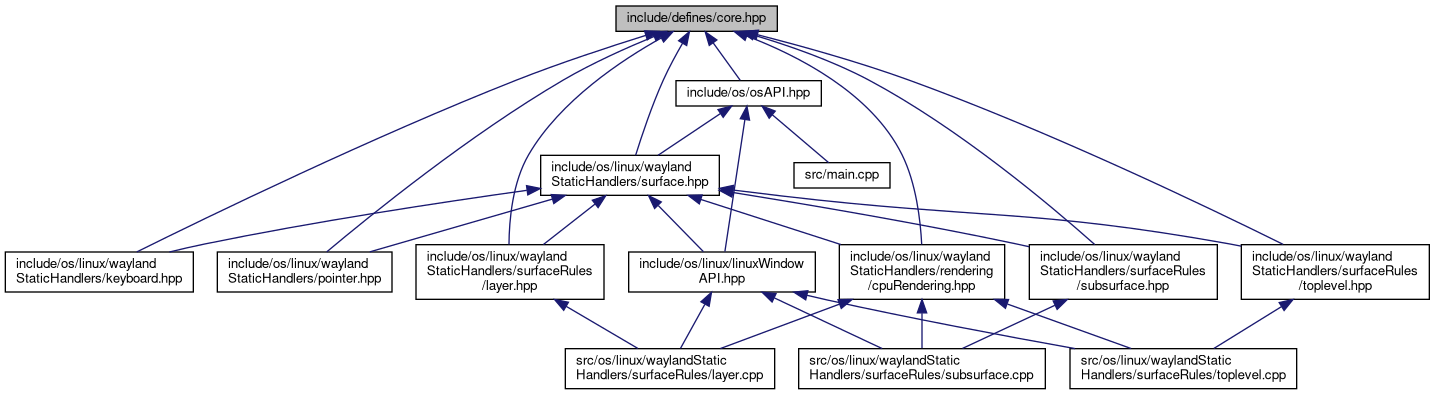 include/defines/core.hpp
include/os/osAPI.hpp
include/os/linux/wayland
StaticHandlers/surface.hpp
src/main.cpp
include/os/linux/wayland
StaticHandlers/keyboard.hpp
include/os/linux/wayland
StaticHandlers/pointer.hpp
include/os/linux/wayland
StaticHandlers/surfaceRules
/layer.hpp
include/os/linux/linuxWindow
API.hpp
include/os/linux/wayland
StaticHandlers/rendering
/cpuRendering.hpp
include/os/linux/wayland
StaticHandlers/surfaceRules
/subsurface.hpp
include/os/linux/wayland
StaticHandlers/surfaceRules
/toplevel.hpp
src/os/linux/waylandStatic
Handlers/surfaceRules/layer.cpp
src/os/linux/waylandStatic
Handlers/surfaceRules/subsurface.cpp
src/os/linux/waylandStatic
Handlers/surfaceRules/toplevel.cpp